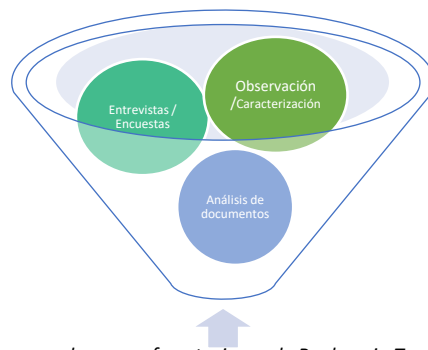 Observación
/Caracterización
Entrevistas /
Encuestas
Análisis de
documentos